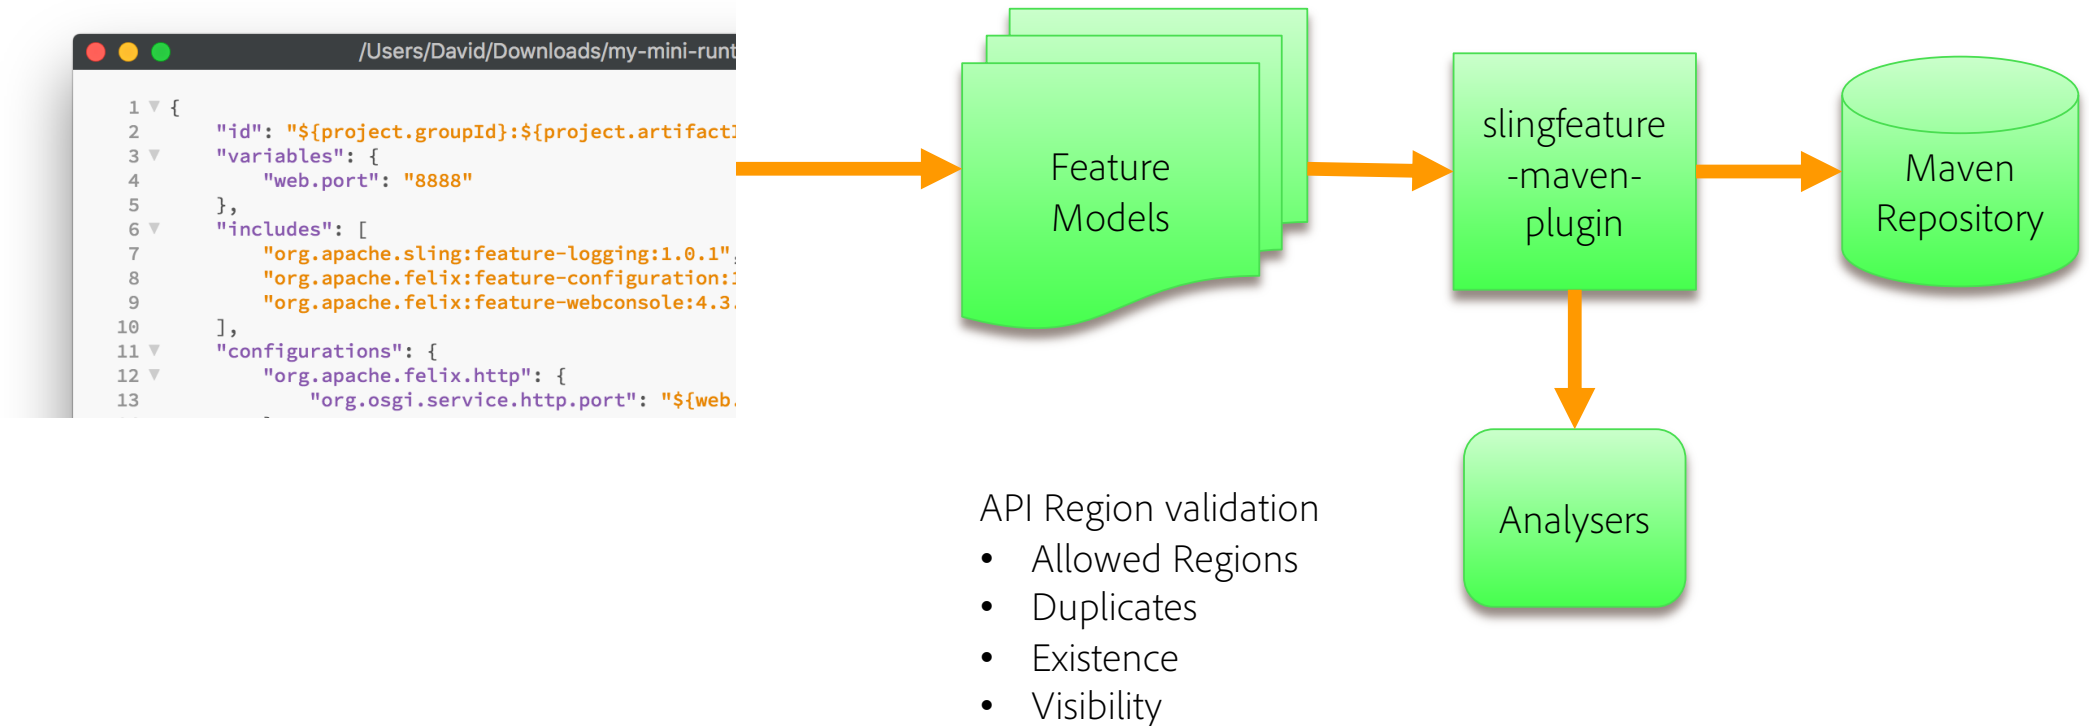 /Users/David/Downloads/my-mini-runt
1 {
2 "id": "${project.groupId}:${project.artifactI
3 "variables": {
4 "web.port": "8888"
5 },
6 "includes": [
7 "org.apache.sling:feature-logging:1.0.1",
8 "org.apache.felix:feature-configuration:1
9 "org.apache.felix:feature-webconsole:4.3.
10 ],
11 "configurations": {
12 "org.apache.felix.http": {
13 "org.osgi.service.http.port": "${web.
Feature
Models
slingfeature
-maven-
plugin
Maven
Repository
Analysers
API Region validation
• Allowed Regions
• Duplicates
• Existence
• Visibility